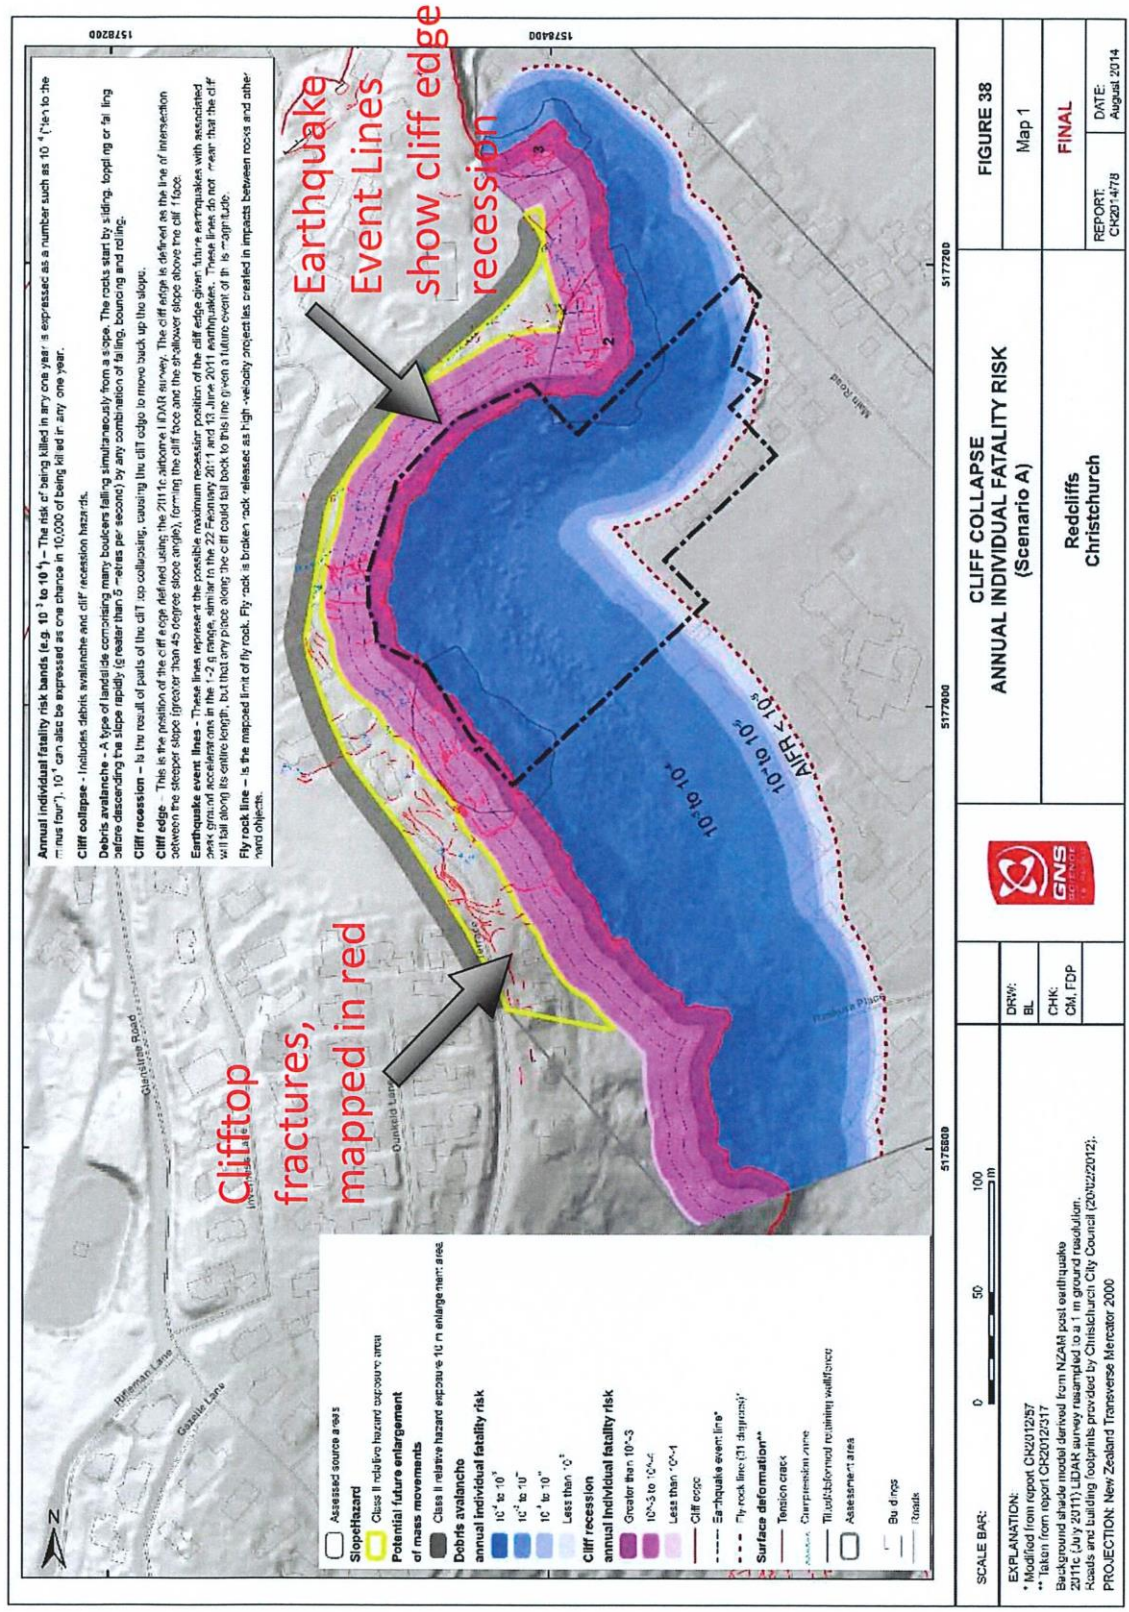 1578200
1578400
Annual individual fatality risk bands (e.g. 10⁻³ to 10⁻⁴) – The risk of being killed in any one year is expressed as a number such as 10⁻⁴ ("ten to the
minus four"). 10⁻⁴ can also be expressed as one chance in 10,000 of being killed in any one year.
Cliff collapse - Includes debris avalanche and cliff recession hazards.
Debris avalanche - A type of landslide comprising many boulders falling simultaneously from a slope. The rocks start by sliding, toppling or falling
before descending the slope rapidly (greater than 5 metres per second) by any combination of falling, bouncing and rolling.
Cliff recession – Is the result of parts of the cliff top collapsing, causing the cliff edge to move back up the slope.
Cliff edge – This is the position of the cliff edge defined using the 2011c airborne LiDAR survey. The cliff edge is defined as the line of intersection
between the steeper slope (greater than 45 degree slope angle), forming the cliff face and the shallower slope above the cliff face.
Earthquake event lines - These lines represent the possible maximum recession position of the cliff edge given future earthquakes with associated
peak ground accelerations in the 1-2 g range, similar to the 22 February 2011 and 13 June 2011 earthquakes. These lines do not mean that the cliff
will fail along its entire length, but that any place along the cliff could fall back to this line given a future event of this magnitude.
Fly rock line – is the mapped limit of fly rock. Fly rock is broken rock released as high-velocity projectiles created in impacts between rocks and other
hard objects.
Earthquake
Event Lines
show cliff edge
recession
Clifftop
fractures,
mapped in red
N
Rifleman Lane
Gazelle Lane
Glenstrae Road
Dunkeld Lane
Main Road
1
2
3
10⁻³ to 10⁻⁴
10⁻⁴ to 10⁻⁵
AIFR < 10⁻⁵
5176800
5177000
5177200
Assessed source areas
SlopeHazard
Class II relative hazard exposure area
Potential future enlargement
of mass movements
Class II relative hazard exposure 10 m enlargement area
Debris avalanche
annual individual fatality risk
Cliff recession
annual individual fatality risk
Greater than 10^-3
10^-3 to 10^-4
Less than 10^-4
Cliff edge
Earthquake event line*
Fly rock line (31 degrees)*
Surface deformation**
Tension crack
Compression zone
Tilted/deformed retaining wall/fence
Assessment area
Buildings
Roads
SCALE BAR:
0
50
100
m
EXPLANATION:
* Modified from report CR2012/57
** Taken from report CR2012/317
Background shade model derived from NZAM post earthquake
2011c (July 2011) LiDAR survey resampled to a 1 m ground resolution.
Roads and building footprints provided by Christchurch City Council (20/02/2012).
PROJECTION: New Zealand Transverse Mercator 2000
DRW:
BL
CHK:
CM, FDP
GNS
SCIENCE
CLIFF COLLAPSE
ANNUAL INDIVIDUAL FATALITY RISK
(Scenario A)
Redcliffs
Christchurch
FIGURE 38
Map 1
FINAL
REPORT:
CR2014/78
DATE:
August 2014